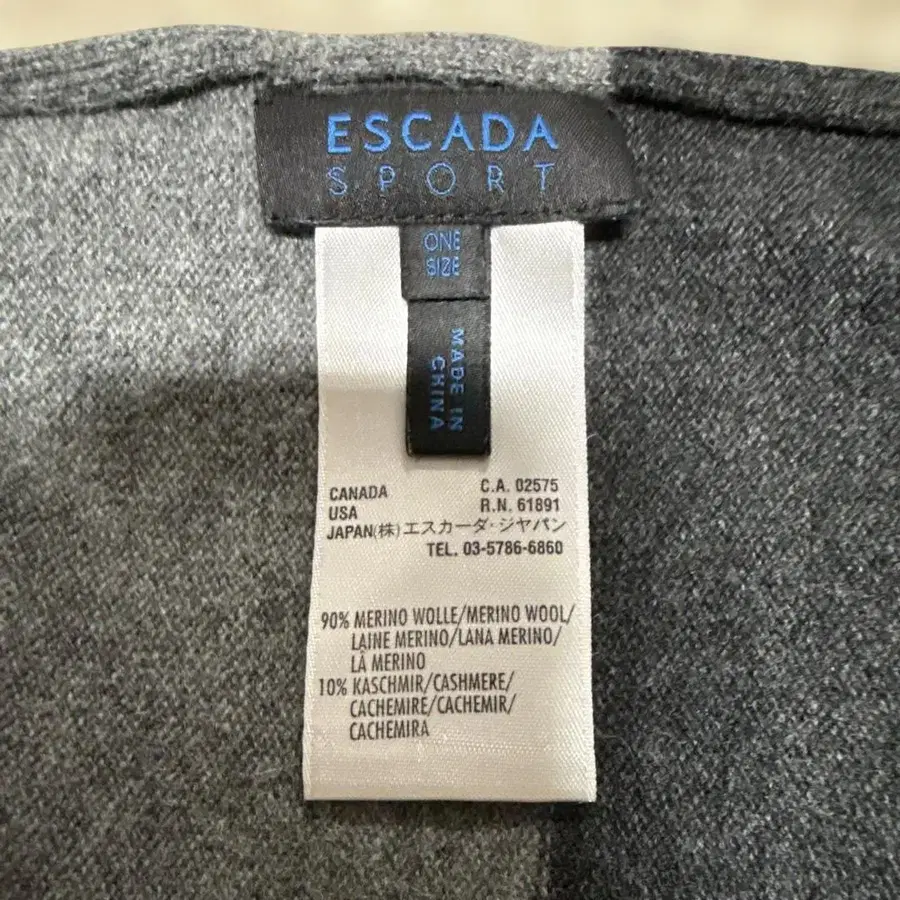 ESCADA
SPORT
ONE
SIZE
MADE IN
CHINA
CANADA C.A. 02575
USA R.N. 61891
JAPAN(株)エスカーダ・ジャパン
TEL. 03-5786-6860
90% MERINO WOLLE/MERINO WOOL/
LAINE MERINO/LANA MERINO/
LÃ MERINO
10% KASCHMIR/CASHMERE/
CACHEMIRE/CACHEMIR/
CACHEMIRA